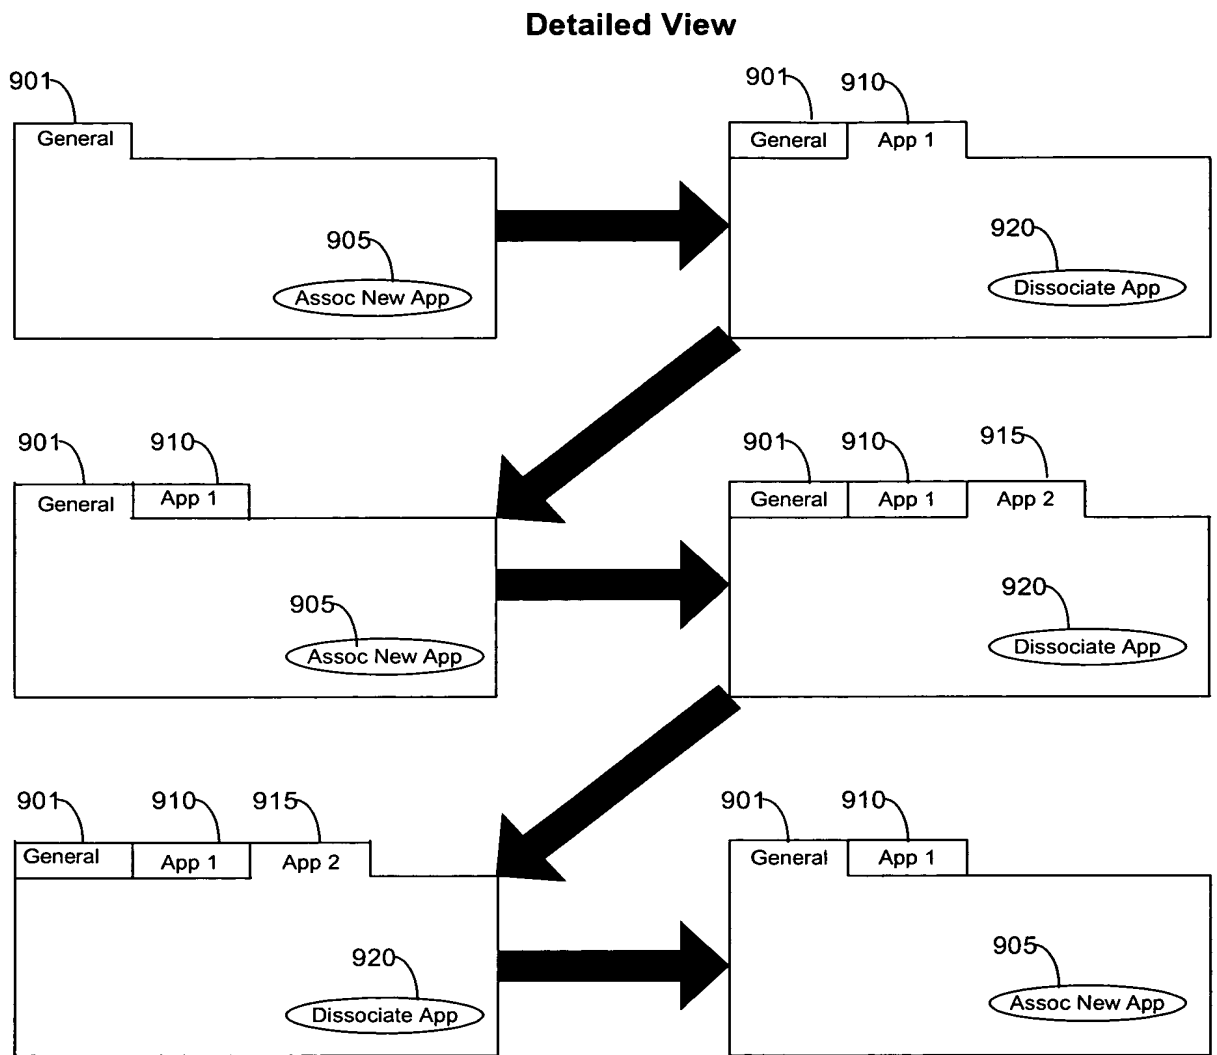 Detailed View
901
General
905
Assoc New App
901 910
General App 1
920
Dissociate App
901 910
General App 1
905
Assoc New App
901 910 915
General App 1 App 2
920
Dissociate App
901 910 915
General App 1 App 2
920
Dissociate App
901 910
General App 1
905
Assoc New App